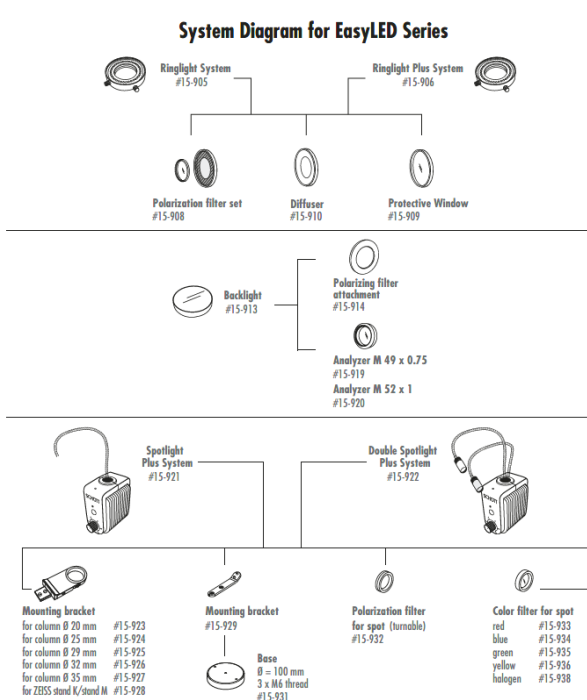 System Diagram for EasyLED Series
Ringlight System
#15-905
Ringlight Plus System
#15-906
Polarization filter set
#15-908
Diffuser
#15-910
Protective Window
#15-909
Backlight
#15-913
Polarizing filter
attachment
#15-914
Analyzer M 49 x 0.75
#15-919
Analyzer M 52 x 1
#15-920
Spotlight
Plus System
#15-921
Double Spotlight
Plus System
#15-922
SCHOTT
SCHOTT
Mounting bracket
for column Ø 20 mm #15-923
for column Ø 25 mm #15-924
for column Ø 29 mm #15-925
for column Ø 32 mm #15-926
for column Ø 35 mm #15-927
for ZEISS stand K/stand M #15-928
Mounting bracket
#15-929
Base
Ø = 100 mm
3 x M6 thread
#15-931
Polarization filter
for spot (turnable)
#15-932
Color filter for spot
red #15-933
blue #15-934
green #15-935
yellow #15-936
halogen #15-938